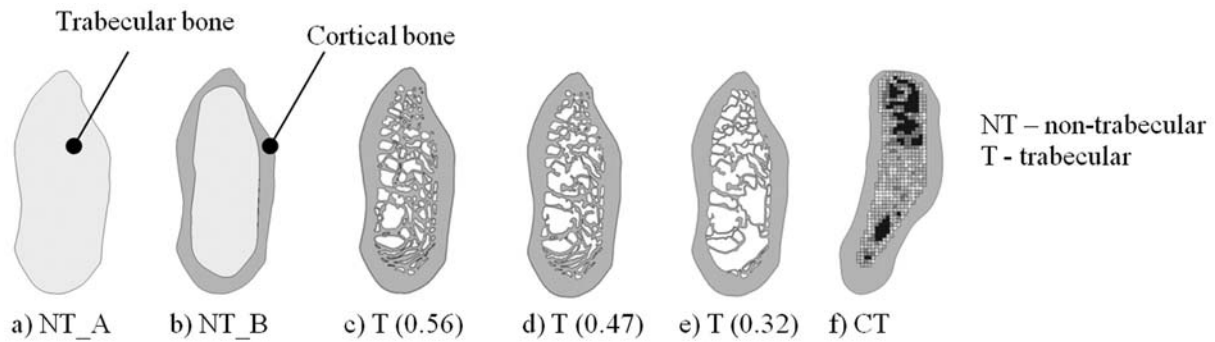 Trabecular bone
Cortical bone
NT – non-trabecular
T - trabecular
a) NT_A
b) NT_B
c) T (0.56)
d) T (0.47)
e) T (0.32)
f) CT